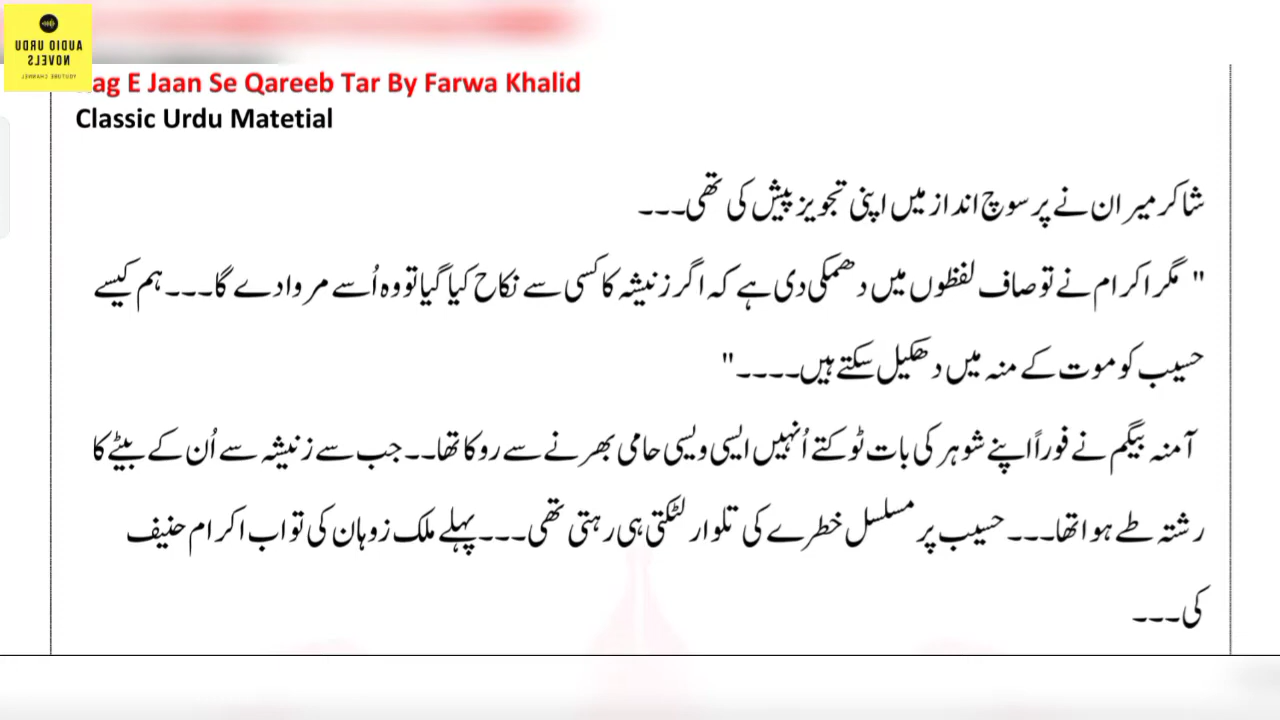 AUDIO URDU
NOVELS
YOUTUBE CHANNEL
ag E Jaan Se Qareeb Tar By Farwa Khalid
Classic Urdu Matetial
شاکر میران نے پرسوچ انداز میں اپنی تجویز پیش کی تھی۔۔۔
" مگر اکرام نے تو صاف لفظوں میں دھمکی دی ہے کہ اگر زنیشہ کا کسی سے نکاح کیا گیا تو وہ اُسے مروا دے گا۔۔۔ ہم کیسے
حسیب کو موت کے منہ میں دھکیل سکتے ہیں۔۔۔۔"
آمنہ بیگم نے فوراً اپنے شوہر کی بات ٹوکتے اُنہیں ایسی ویسی حامی بھرنے سے روکا تھا۔۔ جب سے زنیشہ سے اُن کے بیٹے کا
رشتہ طے ہوا تھا۔۔۔ حسیب پر مسلسل خطرے کی تلوار لٹکتی ہی رہتی تھی۔۔۔ پہلے ملک زوہان کی تو اب اکرام حنیف
کی۔۔۔